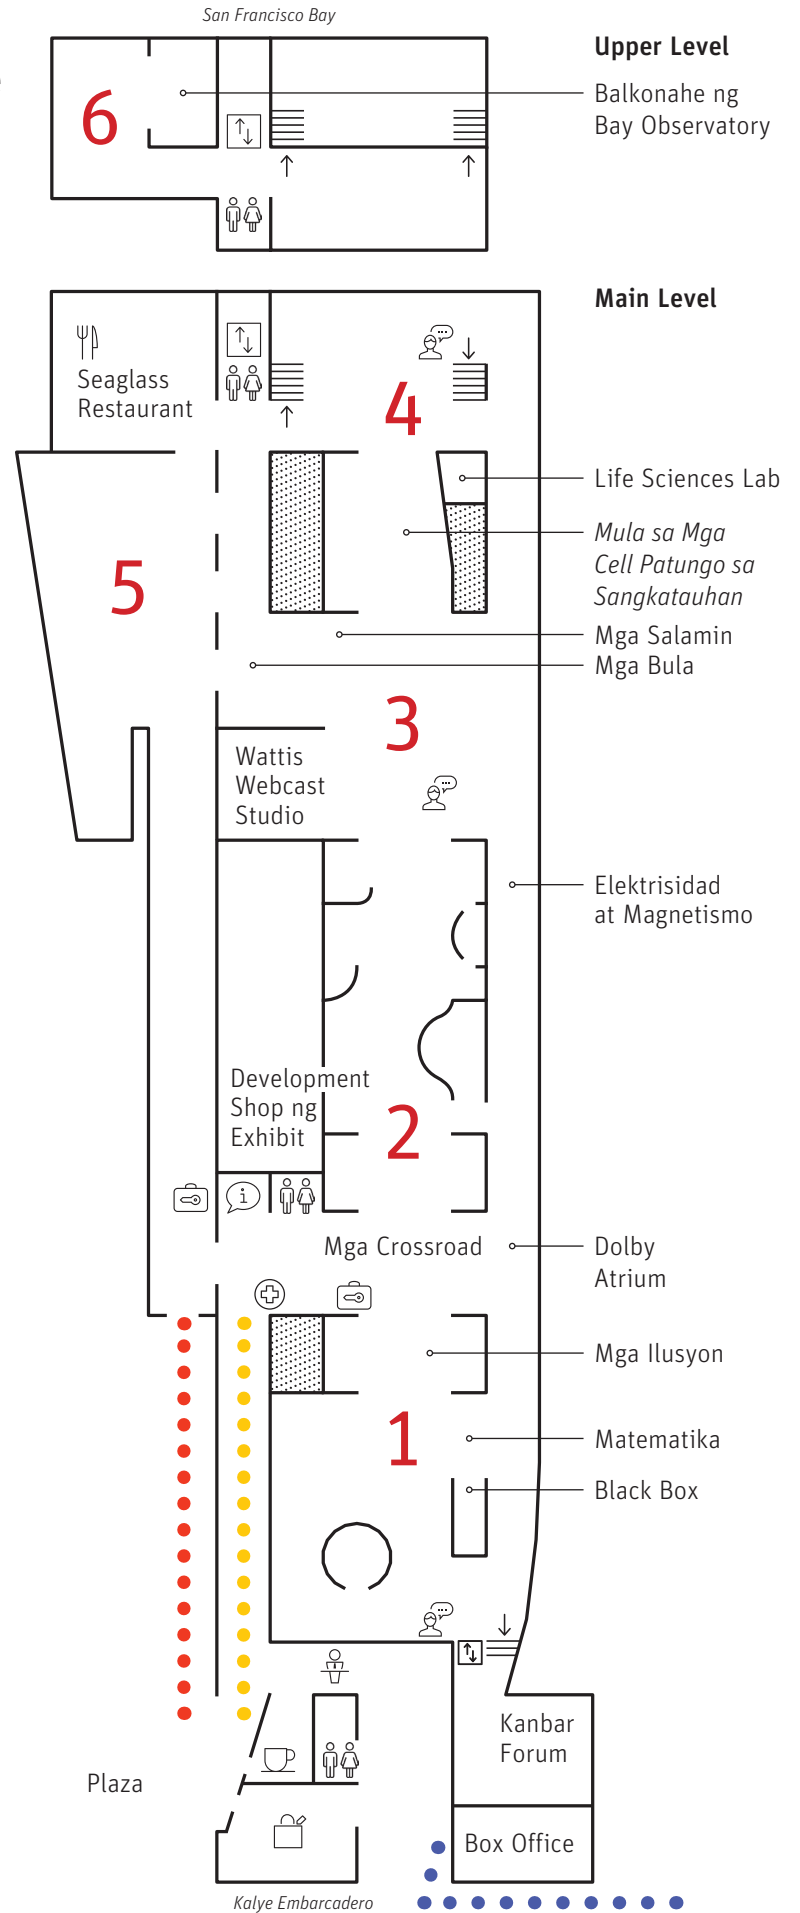 San Francisco Bay
Upper Level
6
Balkonahe ng
Bay Observatory
Main Level
Seaglass
Restaurant
4
Life Sciences Lab
Mula sa Mga
Cell Patungo sa
Sangkatauhan
5
Mga Salamin
Mga Bula
3
Wattis
Webcast
Studio
Elektrisidad
at Magnetismo
Development
Shop ng
Exhibit
2
i
Mga Crossroad
Dolby
Atrium
Mga Ilusyon
1
Matematika
Black Box
Kanbar
Forum
Plaza
Box Office
Kalye Embarcadero